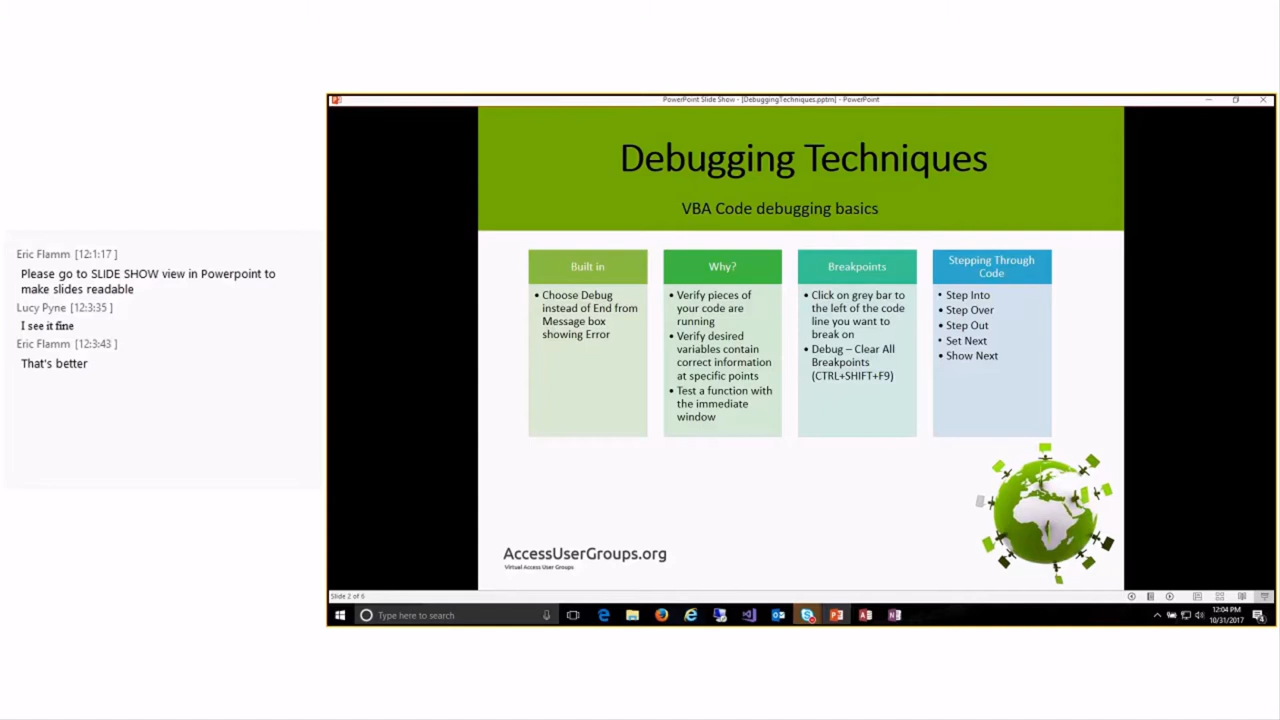 Eric Flamm [12:1:17 ]
Please go to SLIDE SHOW view in Powerpoint to
make slides readable
Lucy Pyne [12:3:35 ]
I see it fine
Eric Flamm [12:3:43 ]
That's better
PowerPoint Slide Show - [DebuggingTechniques.pptm] - PowerPoint
Debugging Techniques
VBA Code debugging basics
Built in
• Choose Debug
instead of End from
Message box
showing Error
Why?
• Verify pieces of
your code are
running
• Verify desired
variables contain
correct information
at specific points
• Test a function with
the immediate
window
Breakpoints
• Click on grey bar to
the left of the code
line you want to
break on
• Debug – Clear All
Breakpoints
(CTRL+SHIFT+F9)
Stepping Through
Code
• Step Into
• Step Over
• Step Out
• Set Next
• Show Next
AccessUserGroups.org
Virtual Access User Groups
Slide 2 of 6
Type here to search
12:04 PM
10/31/2017